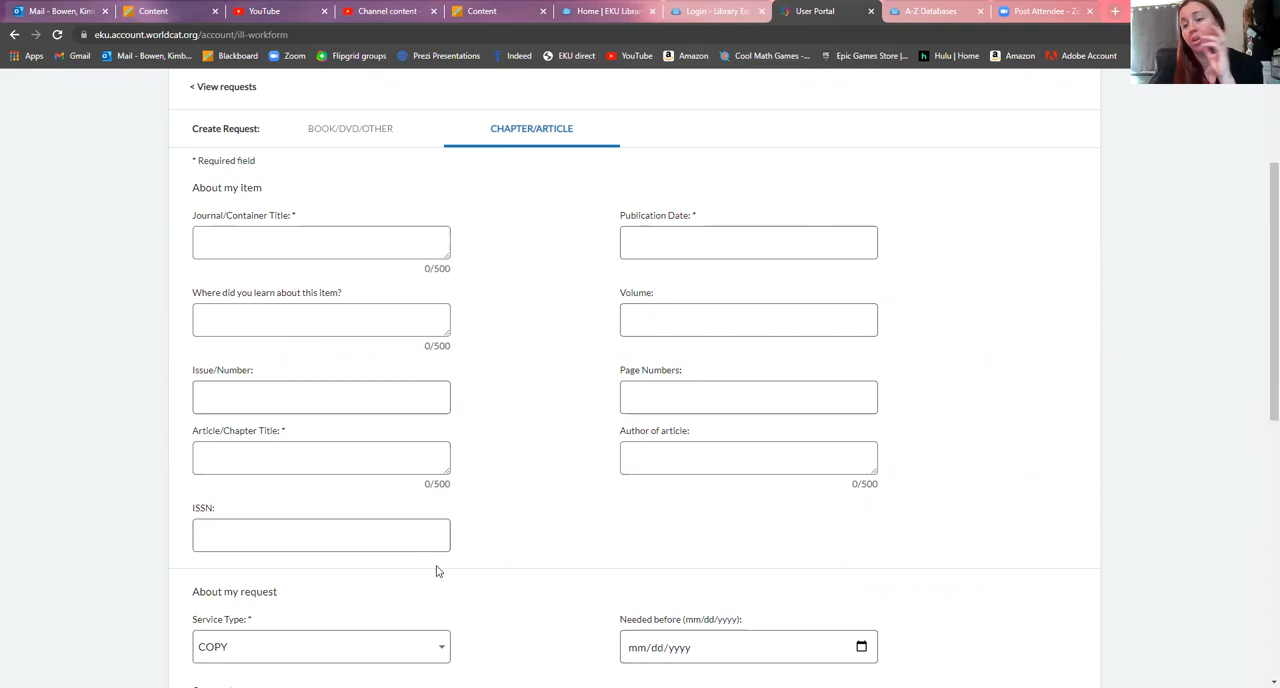 Mail - Bowen, Kimb Content YouTube Channel content - Content Home | EKU Librar Login - Library Ex User Portal A-Z Databases Post Attendee - Zo
eku.account.worldcat.org/account/ill-workform
Apps Gmail Mail - Bowen, Kimb... Blackboard Zoom Flipgrid groups Prezi Presentations Indeed EKU direct YouTube Amazon Cool Math Games -... Epic Games Store |... Hulu | Home Amazon Adobe Account
< View requests
Create Request: BOOK/DVD/OTHER CHAPTER/ARTICLE
* Required field
About my item
Journal/Container Title: * Publication Date: *
0/500
Where did you learn about this item? Volume:
0/500
Issue/Number: Page Numbers:
Article/Chapter Title: * Author of article:
0/500 0/500
ISSN:
About my request
Service Type: * Needed before (mm/dd/yyyy):
COPY mm/dd/yyyy